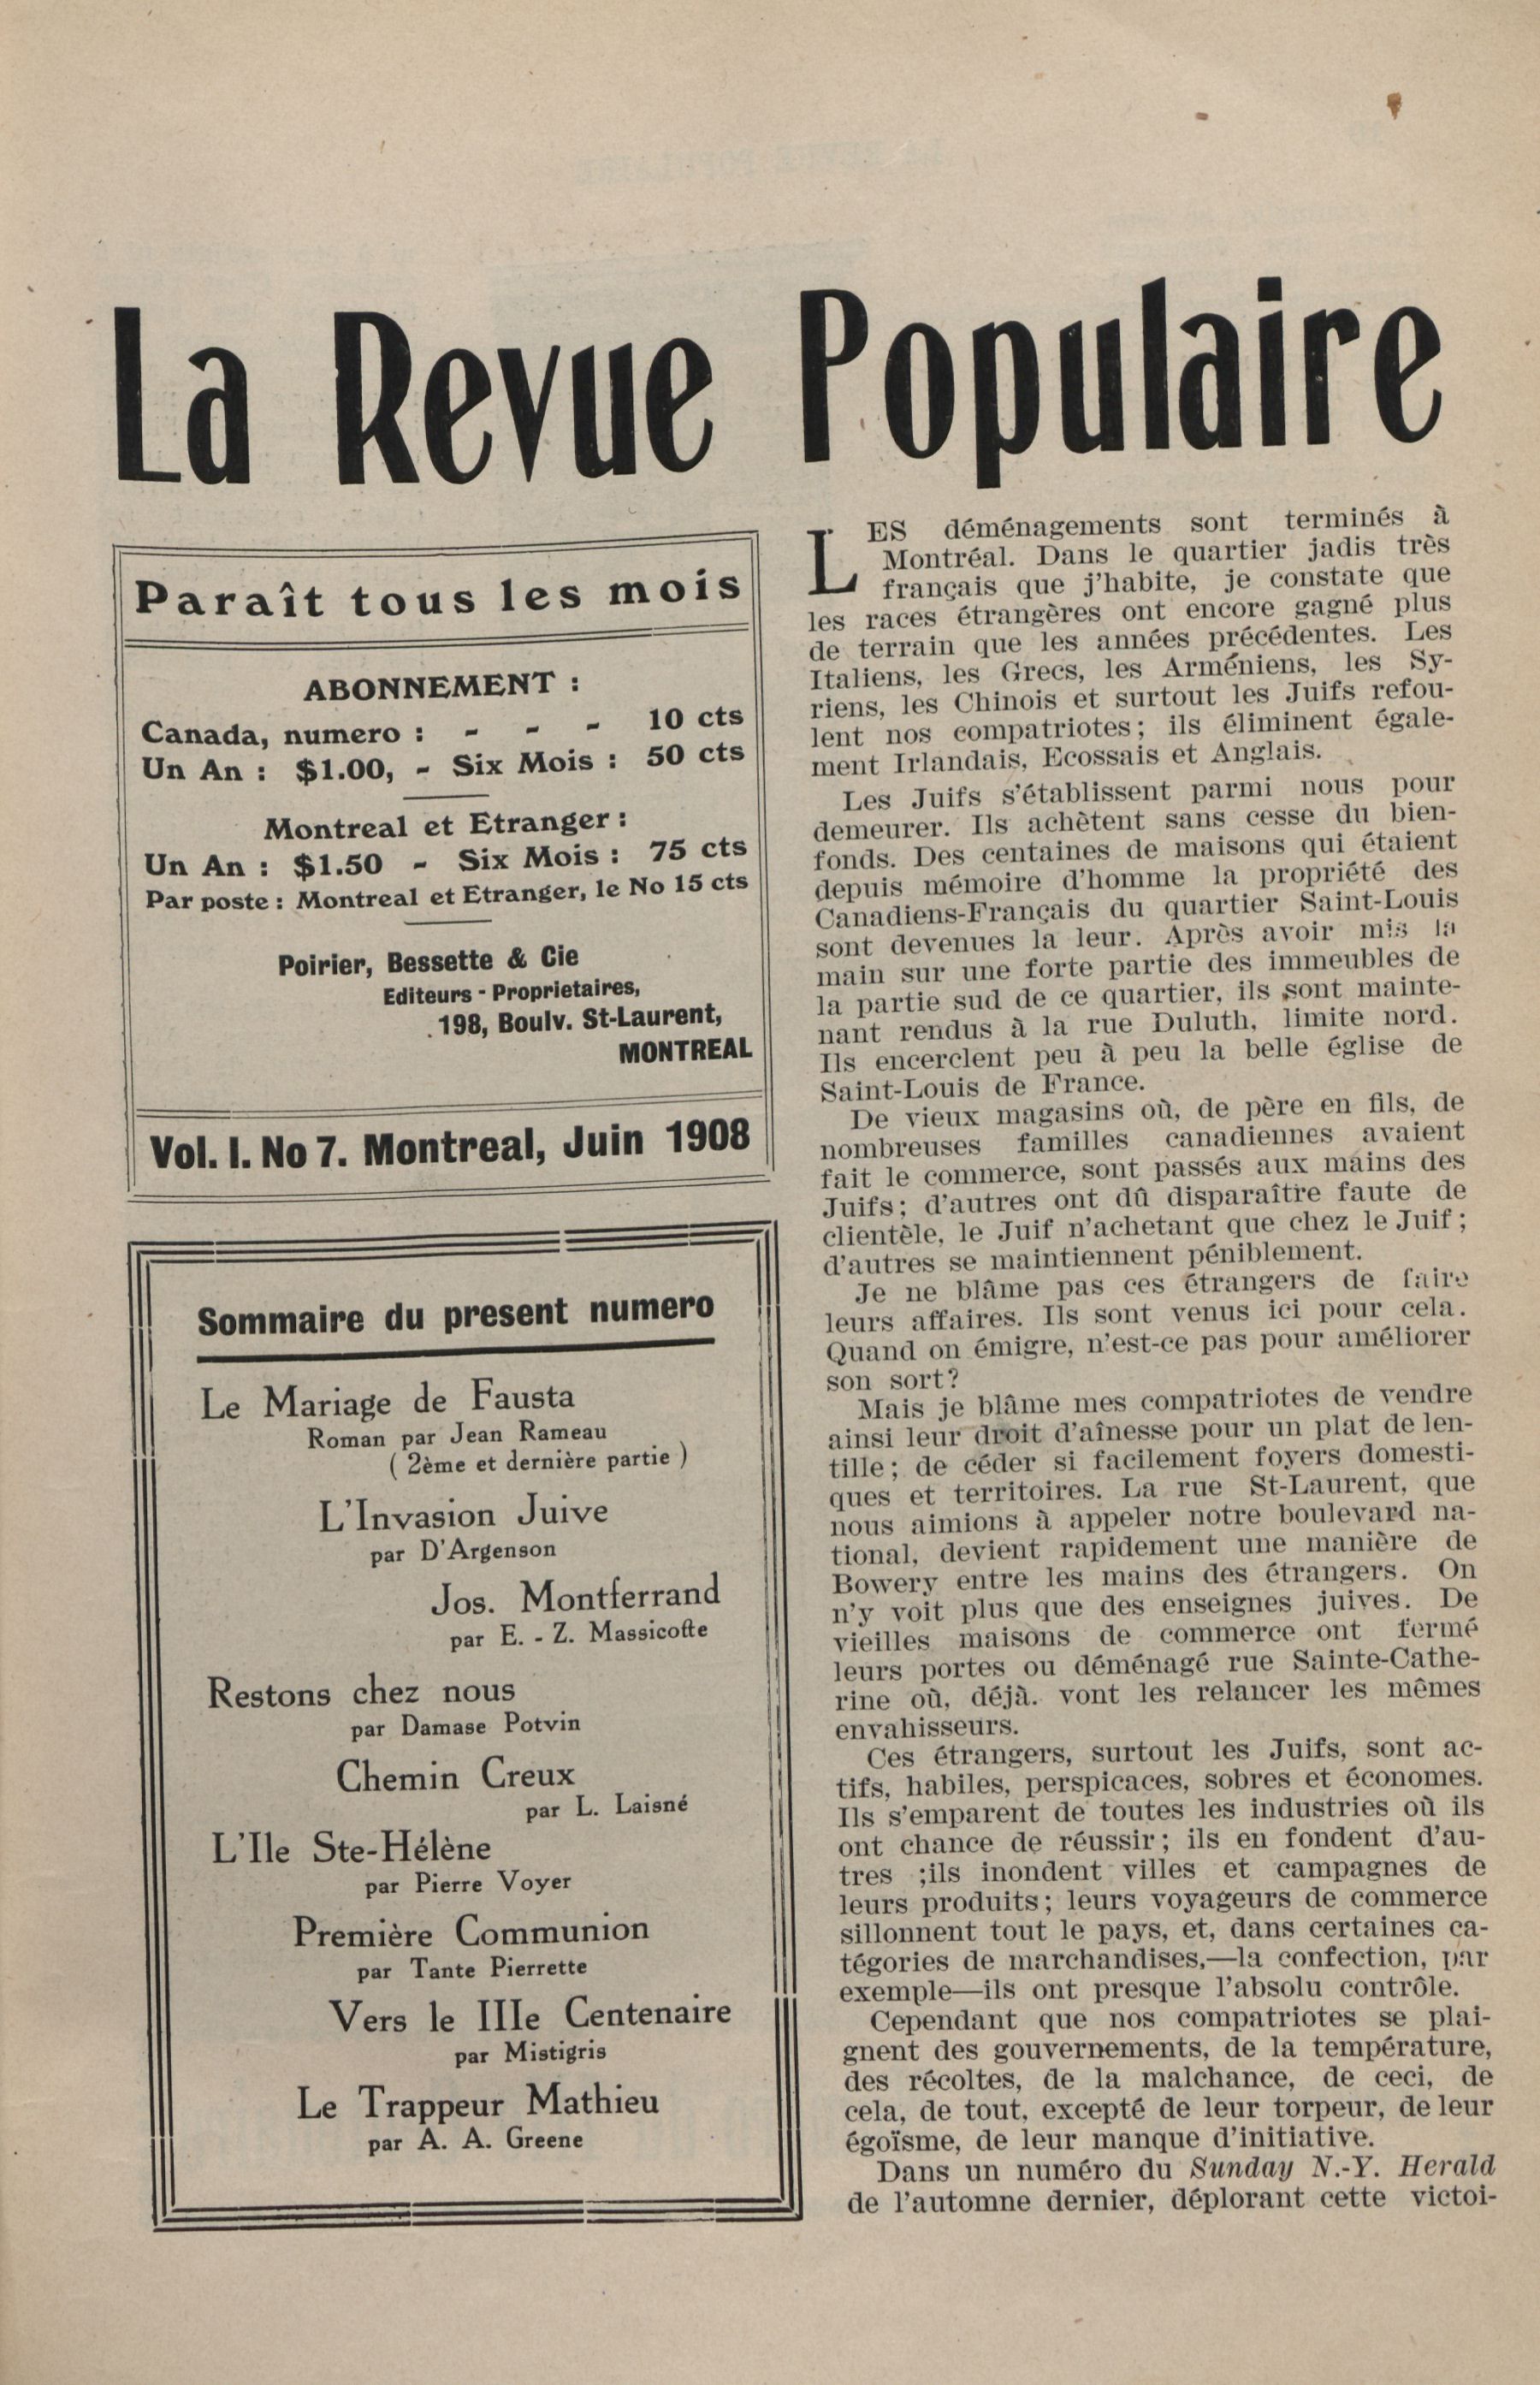 La Revue Populaire
Paraît tous les mois
ABONNEMENT :
Canada, numero : - - - 10 cts
Un An : $1.00, - Six Mois : 50 cts
Montreal et Etranger :
Un An : $1.50 - Six Mois : 75 cts
Par poste : Montreal et Etranger, le No 15 cts
Poirier, Bessette & Cie
Editeurs - Proprietaires,
198, Boulv. St-Laurent,
MONTREAL
Vol. I. No 7. Montreal, Juin 1908
Sommaire du present numero
Le Mariage de Fausta
Roman par Jean Rameau
( 2ème et dernière partie )
L'Invasion Juive
par D'Argenson
Jos. Montferrand
par E. - Z. Massicotte
Restons chez nous
par Damase Potvin
Chemin Creux
par L. Laisné
L'Ile Ste-Hélène
par Pierre Voyer
Première Communion
par Tante Pierrette
Vers le IIIe Centenaire
par Mistigris
Le Trappeur Mathieu
par A. A. Greene
LES déménagements sont terminés à
Montréal. Dans le quartier jadis très
français que j'habite, je constate que
les races étrangères ont encore gagné plus
de terrain que les années précédentes. Les
Italiens, les Grecs, les Arméniens, les Sy-
riens, les Chinois et surtout les Juifs refou-
lent nos compatriotes; ils éliminent égale-
ment Irlandais, Ecossais et Anglais.
Les Juifs s'établissent parmi nous pour
demeurer. Ils achètent sans cesse du bien-
fonds. Des centaines de maisons qui étaient
depuis mémoire d'homme la propriété des
Canadiens-Français du quartier Saint-Louis
sont devenues la leur. Après avoir mis la
main sur une forte partie des immeubles de
la partie sud de ce quartier, ils sont mainte-
nant rendus à la rue Duluth, limite nord.
Ils encerclent peu à peu la belle église de
Saint-Louis de France.
De vieux magasins où, de père en fils, de
nombreuses familles canadiennes avaient
fait le commerce, sont passés aux mains des
Juifs; d'autres ont dû disparaître faute de
clientèle, le Juif n'achetant que chez le Juif;
d'autres se maintiennent péniblement.
Je ne blâme pas ces étrangers de faire
leurs affaires. Ils sont venus ici pour cela.
Quand on émigre, n'est-ce pas pour améliorer
son sort?
Mais je blâme mes compatriotes de vendre
ainsi leur droit d'aînesse pour un plat de len-
tille; de céder si facilement foyers domesti-
ques et territoires. La rue St-Laurent, que
nous aimions à appeler notre boulevard na-
tional, devient rapidement une manière de
Bowery entre les mains des étrangers. On
n'y voit plus que des enseignes juives. De
vieilles maisons de commerce ont fermé
leurs portes ou déménagé rue Sainte-Cathe-
rine où, déjà. vont les relancer les mêmes
envahisseurs.
Ces étrangers, surtout les Juifs, sont ac-
tifs, habiles, perspicaces, sobres et économes.
Ils s'emparent de toutes les industries où ils
ont chance de réussir; ils en fondent d'au-
tres ;ils inondent villes et campagnes de
leurs produits; leurs voyageurs de commerce
sillonnent tout le pays, et, dans certaines ca-
tégories de marchandises,—la confection, par
exemple—ils ont presque l'absolu contrôle.
Cependant que nos compatriotes se plai-
gnent des gouvernements, de la température,
des récoltes, de la malchance, de ceci, de
cela, de tout, excepté de leur torpeur, de leur
égoïsme, de leur manque d'initiative.
Dans un numéro du Sunday N.-Y. Herald
de l'automne dernier, déplorant cette victoi-